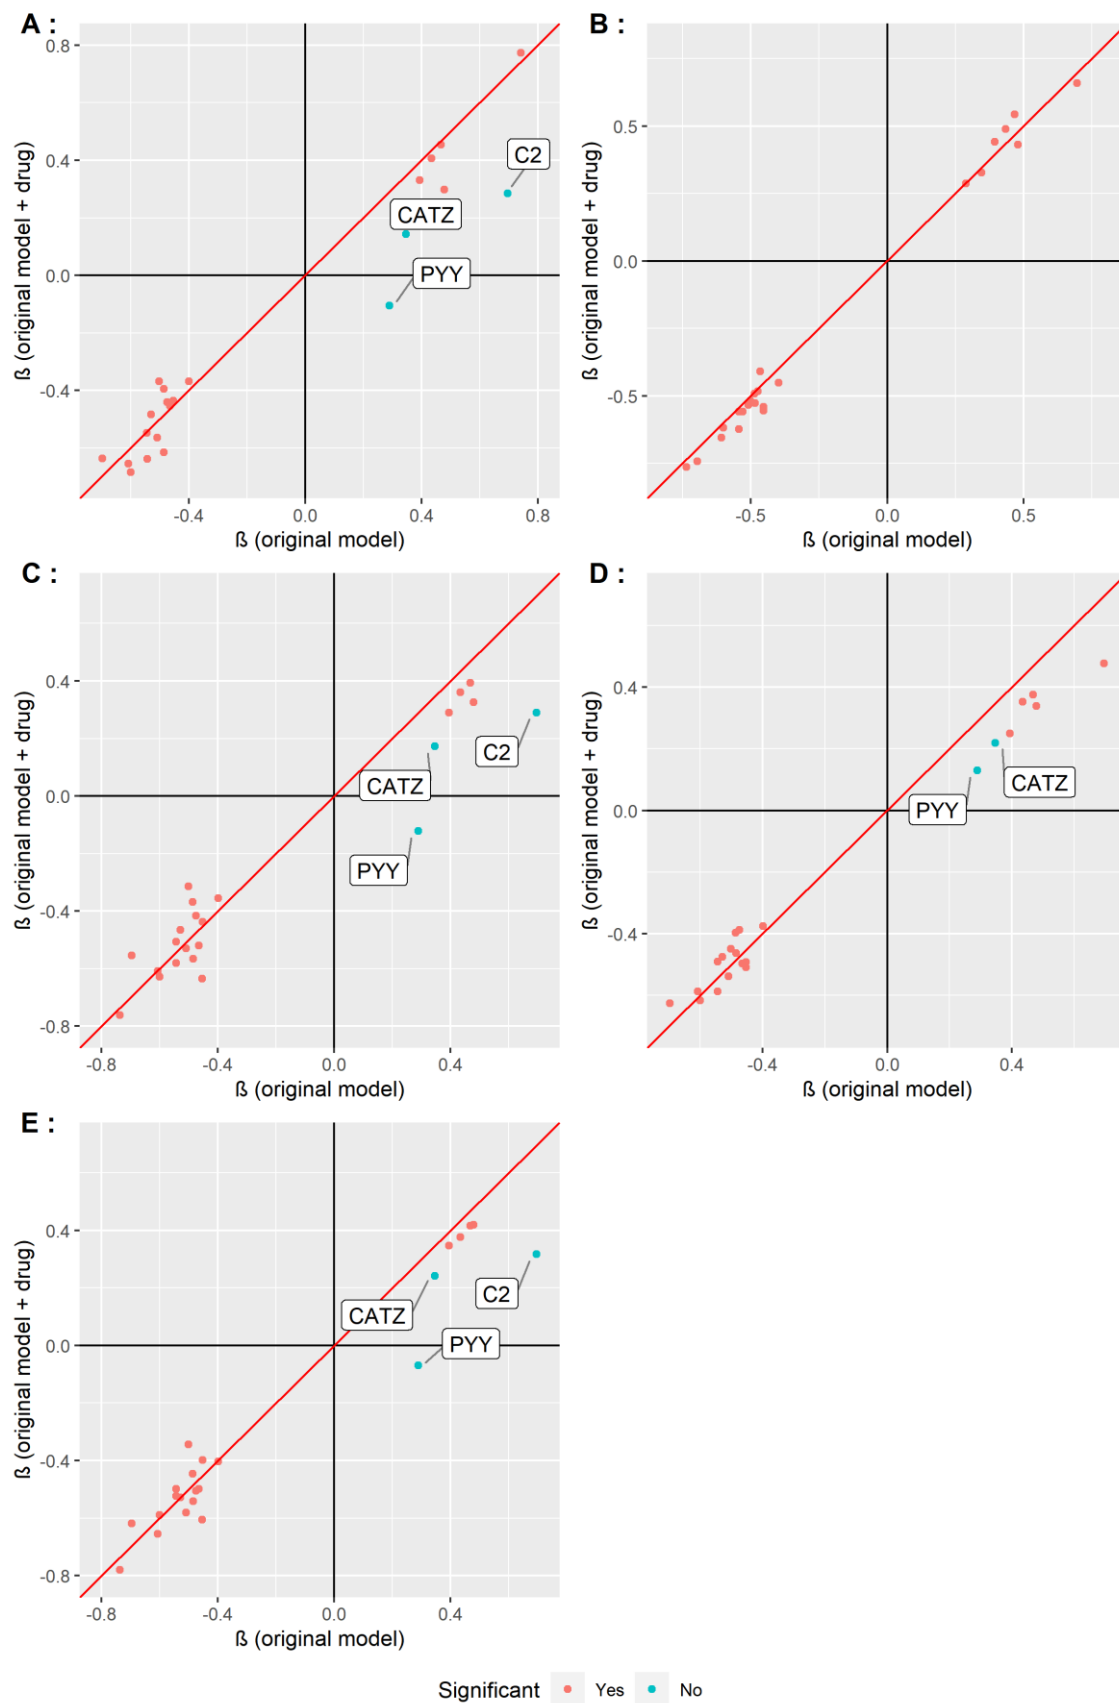 A :
0.8
0.4
0.0
-0.4
-0.4
0.0
0.4
0.8
ß (original model + drug)
ß (original model)
C2
CATZ
PYY
B :
0.5
0.0
-0.5
-0.5
0.0
0.5
ß (original model + drug)
ß (original model)
C :
0.4
0.0
-0.4
-0.8
-0.8
-0.4
0.0
0.4
ß (original model + drug)
ß (original model)
C2
CATZ
PYY
D :
0.4
0.0
-0.4
-0.4
0.0
0.4
ß (original model + drug)
ß (original model)
CATZ
PYY
E :
0.4
0.0
-0.4
-0.8
-0.8
-0.4
0.0
0.4
ß (original model + drug)
ß (original model)
C2
CATZ
PYY
Significant Yes No